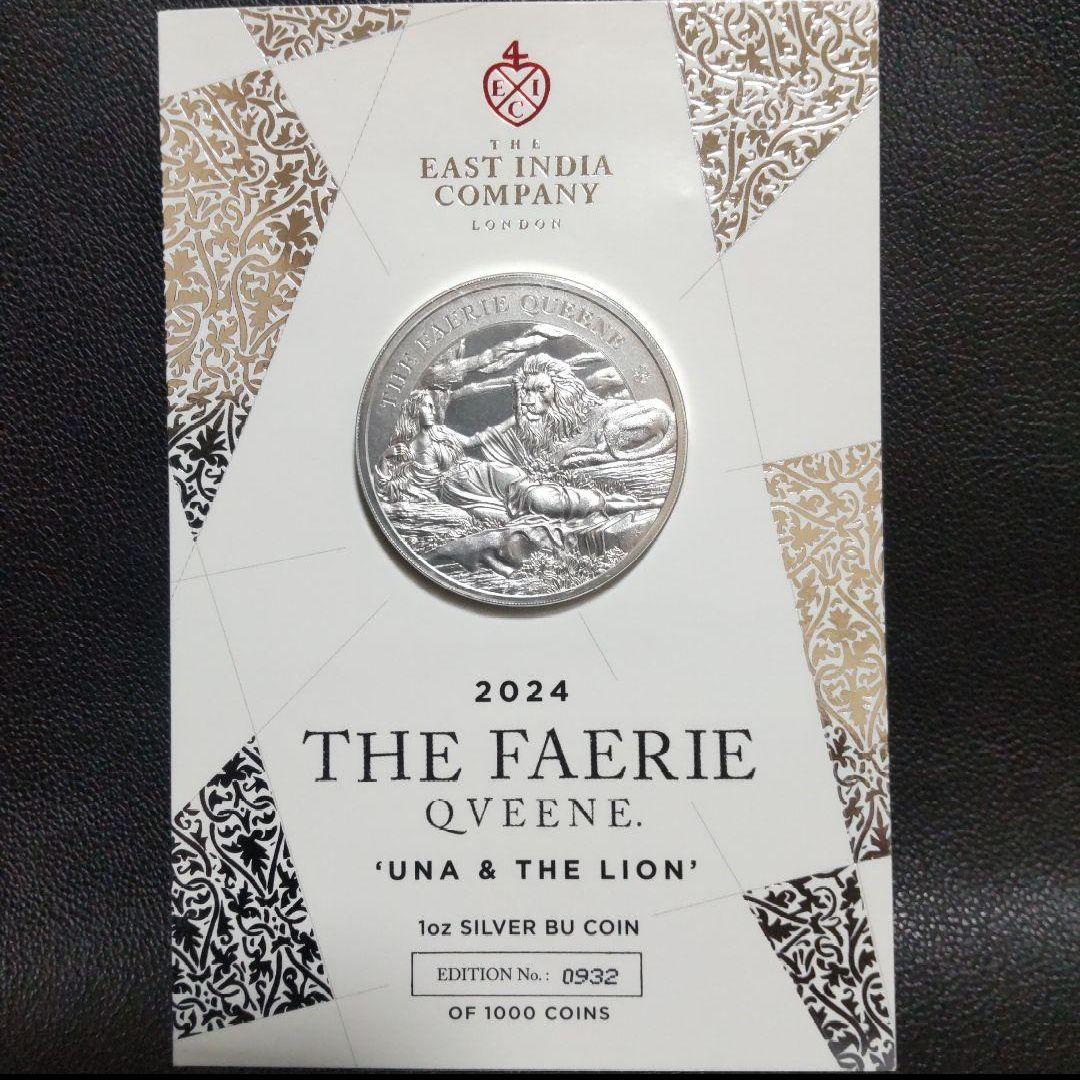 4
E I
C
THE
EAST INDIA
COMPANY
LONDON
THE FAERIE QUEENE
2024
THE FAERIE
QVEENE.
'UNA & THE LION'
1oz SILVER BU COIN
EDITION No.: 0932
OF 1000 COINS